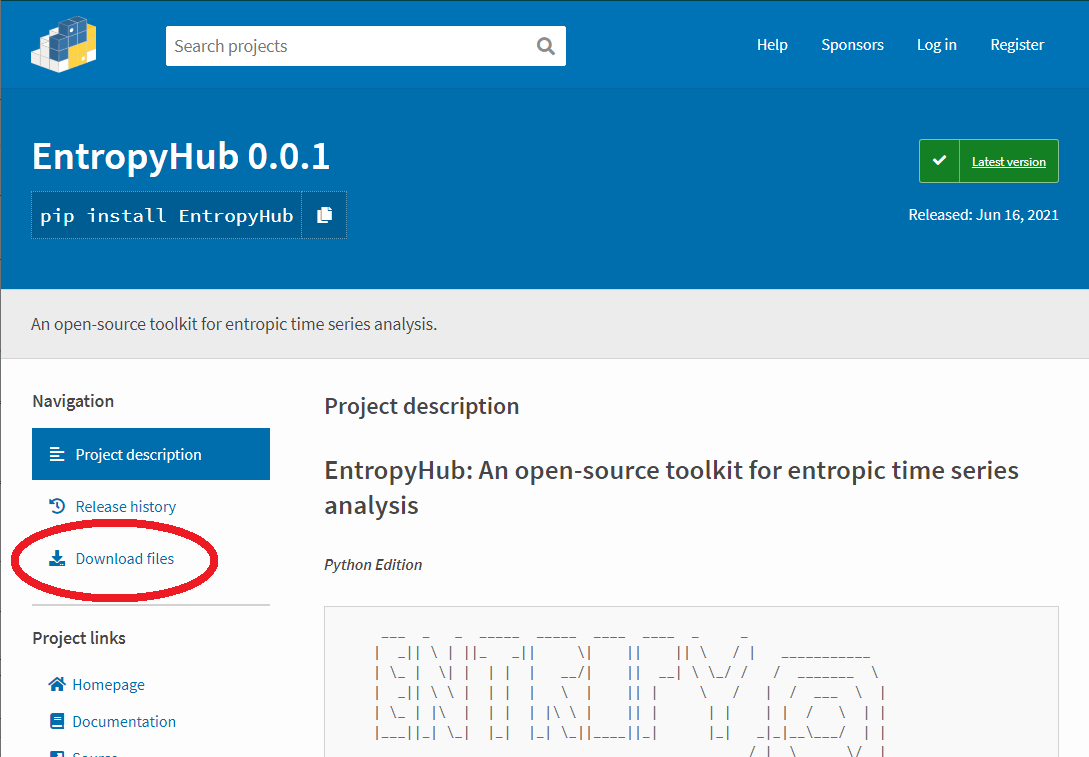 Search projects
Help
Sponsors
Log in
Register
EntropyHub 0.0.1
pip install EntropyHub
Latest version
Released: Jun 16, 2021
An open-source toolkit for entropic time series analysis.
Navigation
Project description
Release history
Download files
Project links
Homepage
Documentation
Project description
EntropyHub: An open-source toolkit for entropic time series
analysis
Python Edition